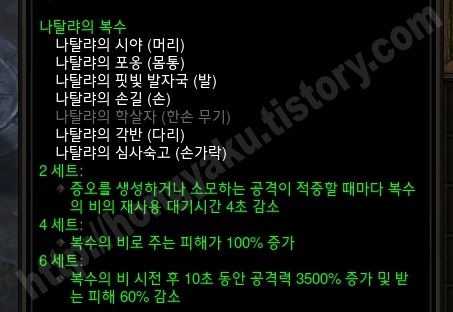 나탈랴의 복수
나탈랴의 시야 (머리)
나탈랴의 포옹 (몸통)
나탈랴의 핏빛 발자국 (발)
나탈랴의 손길 (손)
나탈랴의 학살자 (한손 무기)
나탈랴의 각반 (다리)
나탈랴의 심사숙고 (손가락)
2 세트:
증오를 생성하거나 소모하는 공격이 적중할 때마다 복수
의 비의 재사용 대기시간 4초 감소
4 세트:
복수의 비로 주는 피해가 100% 증가
6 세트:
복수의 비 시전 후 10초 동안 공격력 3500% 증가 및 받
는 피해 60% 감소